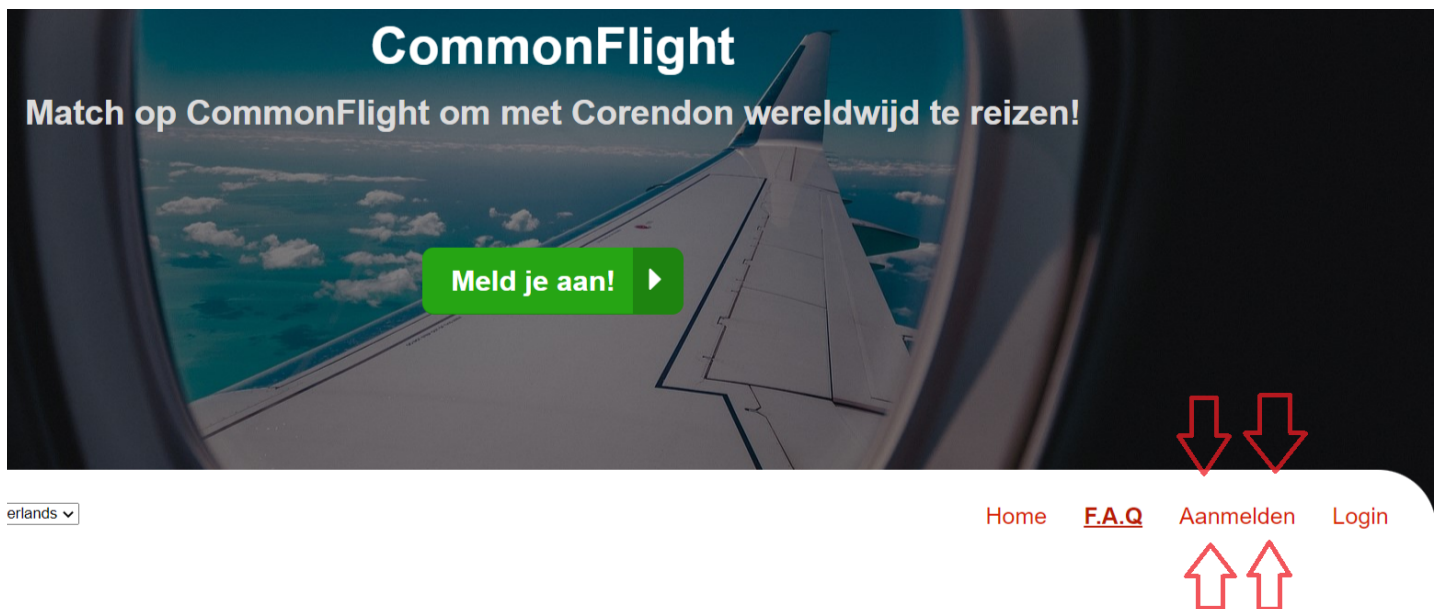 CommonFlight
Match op CommonFlight om met Corendon wereldwijd te reizen!
Meld je aan!
erlands
Home F.A.Q Aanmelden Login